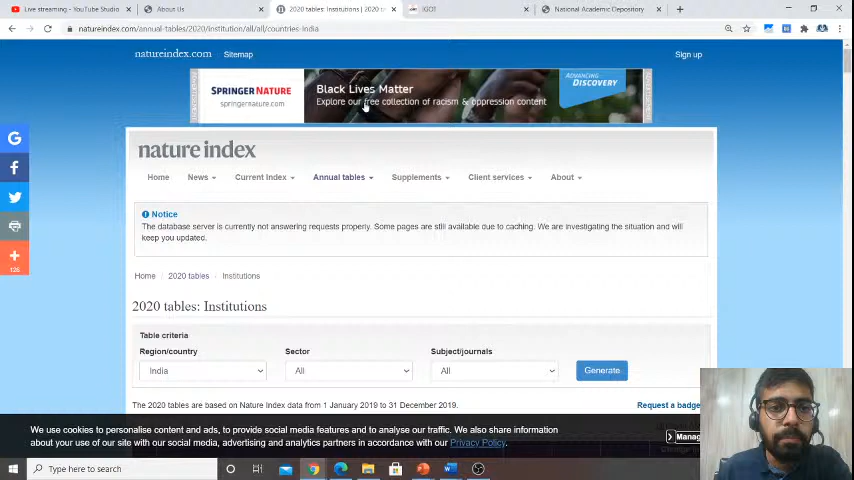 Live streaming - YouTube Studio
About Us
2020 tables: Institutions | 2020 t
IGOT
National Academic Depository
natureindex.com/annual-tables/2020/institution/all/all/countries-India
natureindex.com Sitemap Sign up
SPRINGER NATURE
springernature.com
Black Lives Matter
Explore our free collection of racism & oppression content
ADVANCING
DISCOVERY
nature index
Home News Current Index Annual tables Supplements Client services About
Notice
The database server is currently not answering requests properly. Some pages are still available due to caching. We are investigating the situation and will
keep you updated.
Home / 2020 tables / Institutions
2020 tables: Institutions
Table criteria
Region/country Sector Subject/journals
India All All Generate
The 2020 tables are based on Nature Index data from 1 January 2019 to 31 December 2019. Request a badge
126
We use cookies to personalise content and ads, to provide social media features and to analyse our traffic. We also share information
about your use of our site with our social media, advertising and analytics partners in accordance with our Privacy Policy.
Manag
Type here to search